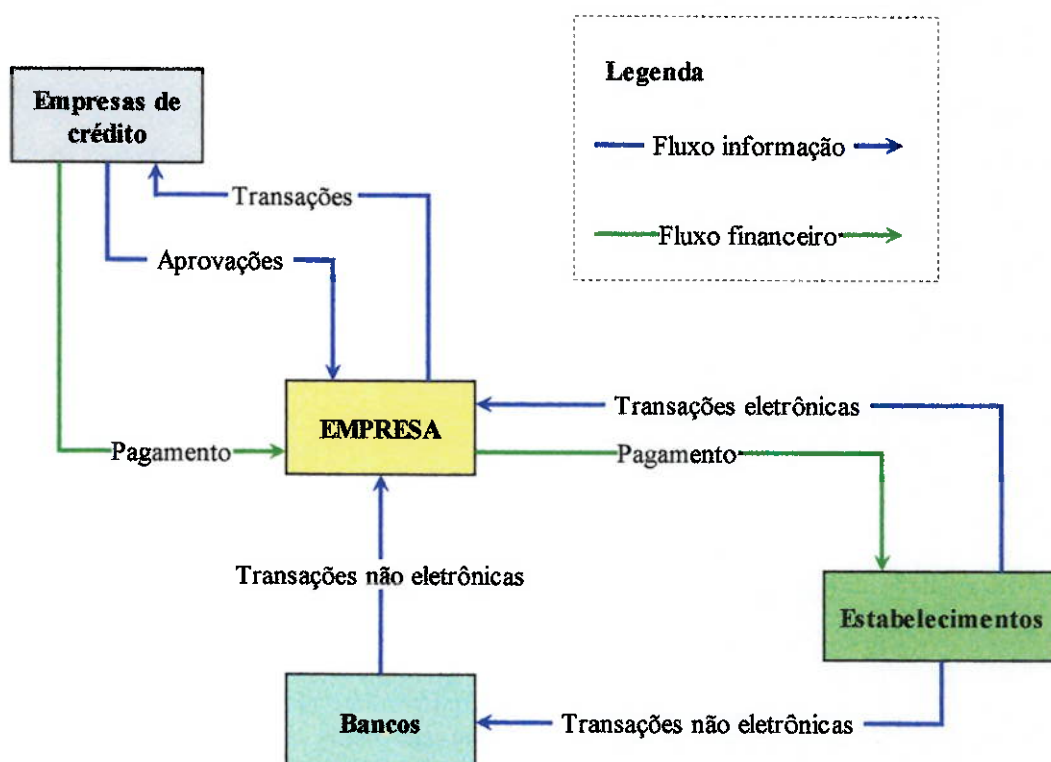 Legenda
Fluxo informação
Fluxo financeiro
Empresas de
crédito
Transações
Aprovações
EMPRESA
Pagamento
Transações eletrônicas
Pagamento
Transações não eletrônicas
Estabelecimentos
Bancos
Transações não eletrônicas